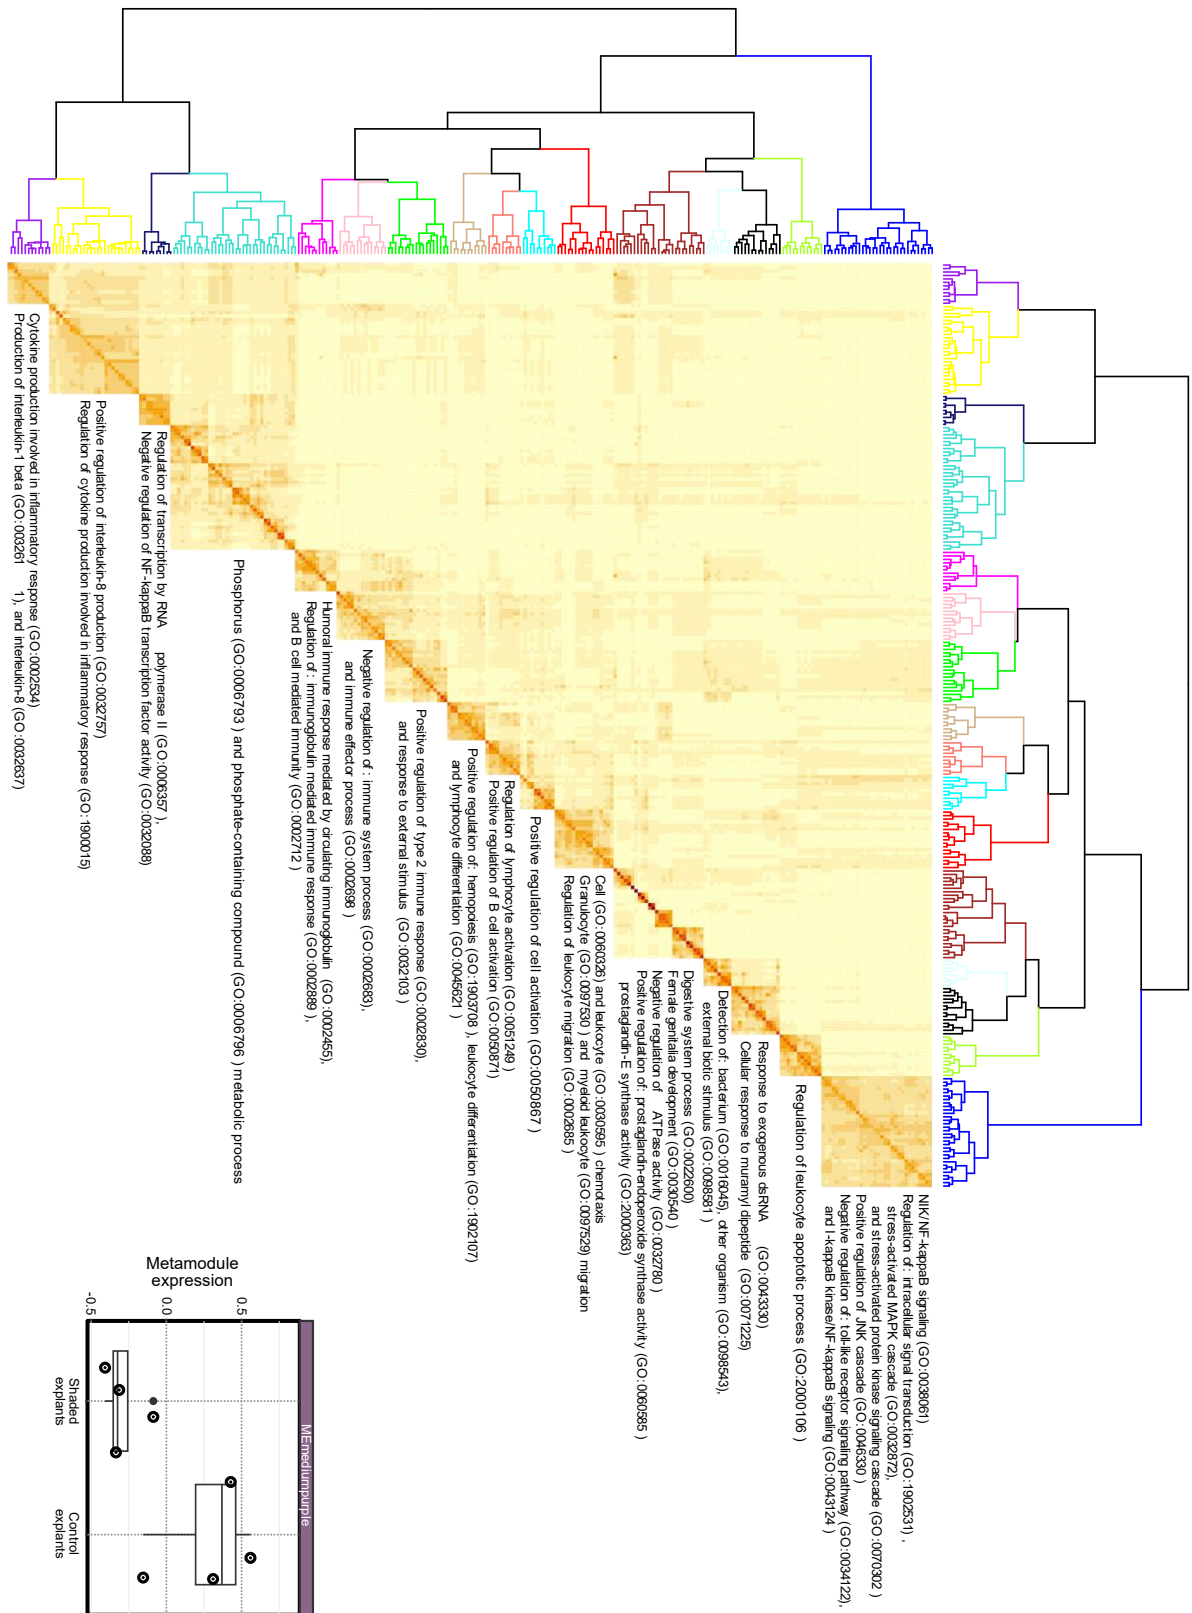 NIK/NF-kappaB signaling (GO:0038061)
Regulation of: intracellular signal transduction (GO:1902531) ,
stress-activated MAPK cascade (GO:0032872),
and stress-activated protein kinase signaling cascade (GO:0070302 )
Positive regulation of JNK cascade (GO:0046330 )
Negative regulation of: toll-like receptor signaling pathway (GO:0034122),
and I-kappaB kinase/NF-kappaB signaling (GO:0043124 )
Regulation of leukocyte apoptotic process (GO:2000106 )
Response to exogenous dsRNA (GO:0043330)
Cellular response to muramyl dipeptide (GO:0071225)
Detection of: bacterium (GO:0016045), other organism (GO:0098543),
external biotic stimulus (GO:0098581 )
Digestive system process (GO:0022600)
Female genitalia development (GO:0030540 )
Negative regulation of ATPase activity (GO:0032780 )
Positive regulation of: prostaglandin-endoperoxide synthase activity (GO:0060585 )
prostaglandin-E synthase activity (GO:2000363)
Cell (GO:0060326) and leukocyte (GO:0030595 ) chemotaxis
Granulocyte (GO:0097530 ) and myeloid leukocyte (GO:0097529) migration
Regulation of leukocyte migration (GO:0002685 )
Positive regulation of cell activation (GO:0050867 )
Regulation of lymphocyte activation (GO:0051249 )
Positive regulation of B cell activation (GO:0050871)
Positive regulation of: hemopoiesis (GO:1903708 ), leukocyte differentiation (GO:1902107)
and lymphocyte differentiation (GO:0045621 )
Positive regulation of type 2 immune response (GO:0002830),
and response to external stimulus (GO:0032103 )
Negative regulation of : immune system process (GO:0002683),
and immune effector process (GO:0002698 )
Humoral immune response mediated by circulating immunoglobulin (GO:0002455),
Regulation of : immunoglobulin mediated immune response (GO:0002889 ),
and B cell mediated immunity (GO:0002712 )
Phosphorus (GO:0006793 ) and phosphate-containing compound (GO:0006796 ) metabolic process
Regulation of transcription by RNA polymerase II (GO:0006357 ),
Negative regulation of NF-kappaB transcription factor activity (GO:0032088)
Positive regulation of interleukin-8 production (GO:0032757)
Regulation of cytokine production involved in inflammatory response (GO:1900015)
Cytokine production involved in inflammatory response (GO:0002534)
Production of interleukin-1 beta (GO:003261 1), and interleukin-8 (GO:0032637)
MEmediumpurple
Metamodule
expression
0.5
0.0
-0.5
Shaded
explants
Control
explants